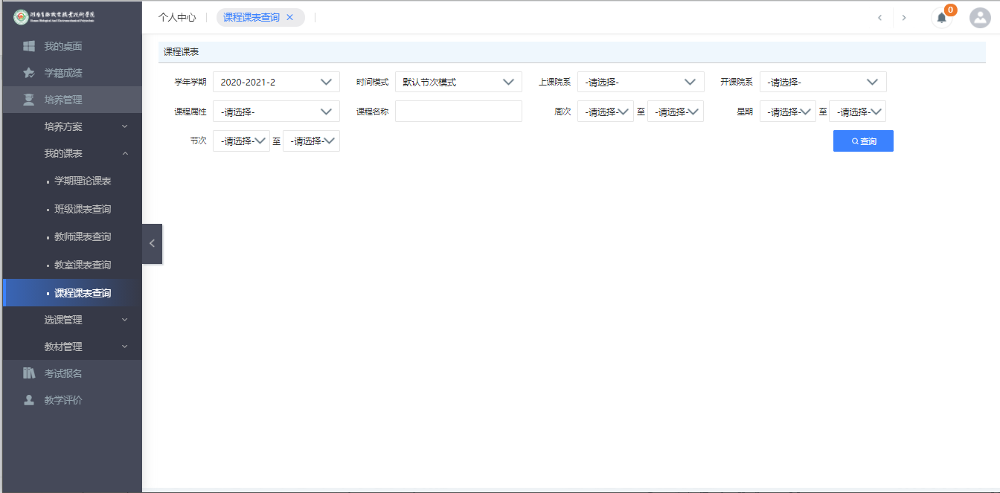 湖南生物机电职业技术学院
Hunan Biological And Electromechanical Polytechnic
个人中心
课程课表查询 ×
0
我的桌面
学籍成绩
培养管理
培养方案
我的课表
学期理论课表
班级课表查询
教师课表查询
教室课表查询
课程课表查询
选课管理
教材管理
考试报名
教学评价
课程课表
学年学期 2020-2021-2 时间模式 默认节次模式 上课院系 -请选择- 开课院系 -请选择-
课程属性 -请选择- 课程名称 周次 -请选择- 至 -请选择- 星期 -请选择- 至 -请选择-
节次 -请选择- 至 -请选择- 查询